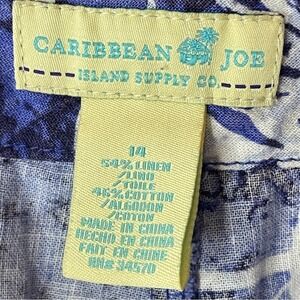 CARIBBEAN JOE
ISLAND SUPPLY CO.
14
54% LINEN
/LINO
/TOILE
46% COTTON
/ALGODON
/COTON
MADE IN CHINA
HECHO EN CHINA
FAIT EN CHINE
RN# 34570